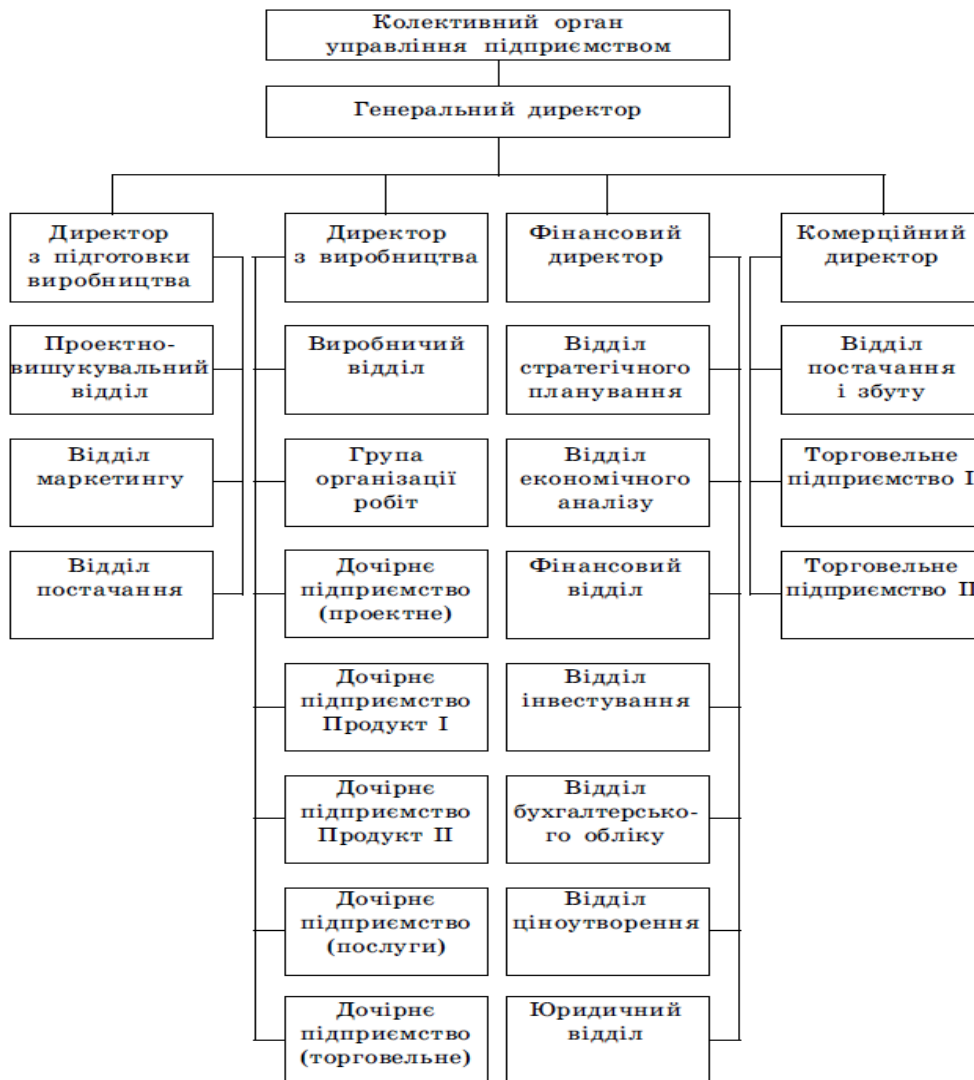 Колективний орган
управління підприємством
Генеральний директор
Директор
з підготовки
виробництва
Директор
з виробництва
Фінансовий
директор
Комерційний
директор
Проектно-
вишукувальний
відділ
Виробничий
відділ
Відділ
стратегічного
планування
Відділ
постачання
і збуту
Відділ
маркетингу
Група
організації
робіт
Відділ
економічного
аналізу
Торговельне
підприємство I
Відділ
постачання
Дочірнє
підприємство
(проектне)
Фінансовий
відділ
Торговельне
підприємство II
Дочірнє
підприємство
Продукт I
Відділ
інвестування
Дочірнє
підприємство
Продукт II
Відділ
бухгалтерсько-
го обліку
Дочірнє
підприємство
(послуги)
Відділ
ціноутворення
Дочірнє
підприємство
(торговельне)
Юридичний
відділ